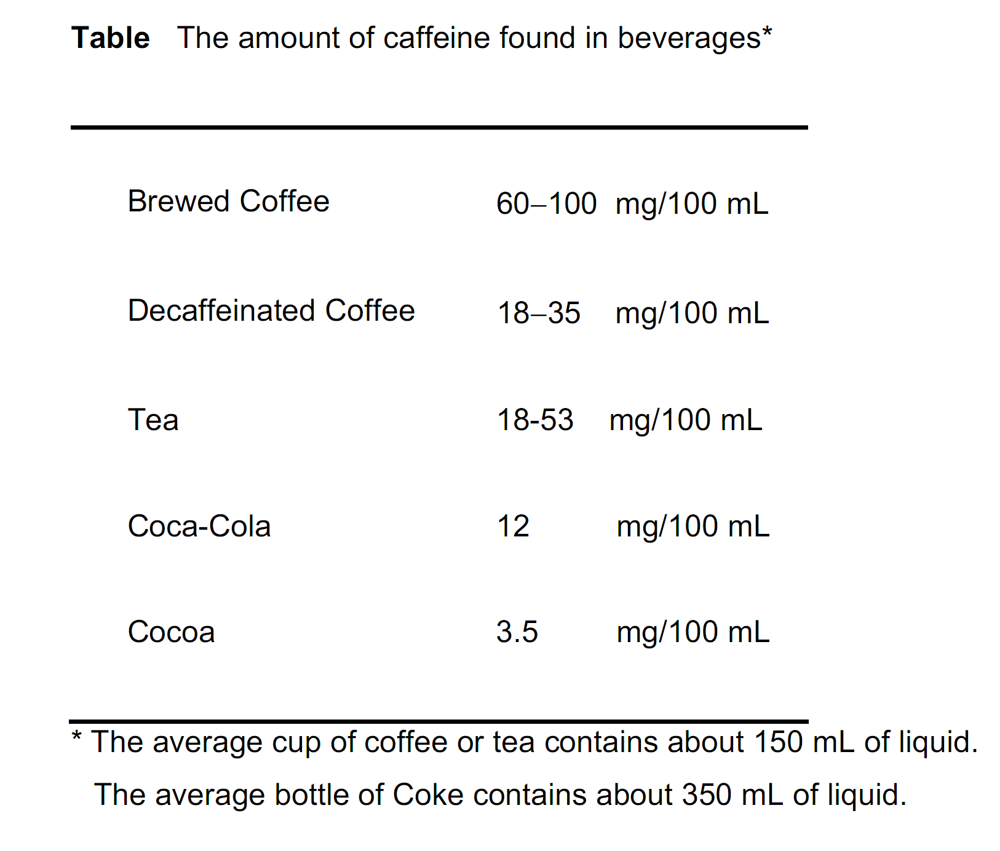 Table The amount of caffeine found in beverages*
Brewed Coffee 60–100 mg/100 mL
Decaffeinated Coffee 18–35 mg/100 mL
Tea 18-53 mg/100 mL
Coca-Cola 12 mg/100 mL
Cocoa 3.5 mg/100 mL
* The average cup of coffee or tea contains about 150 mL of liquid.
The average bottle of Coke contains about 350 mL of liquid.